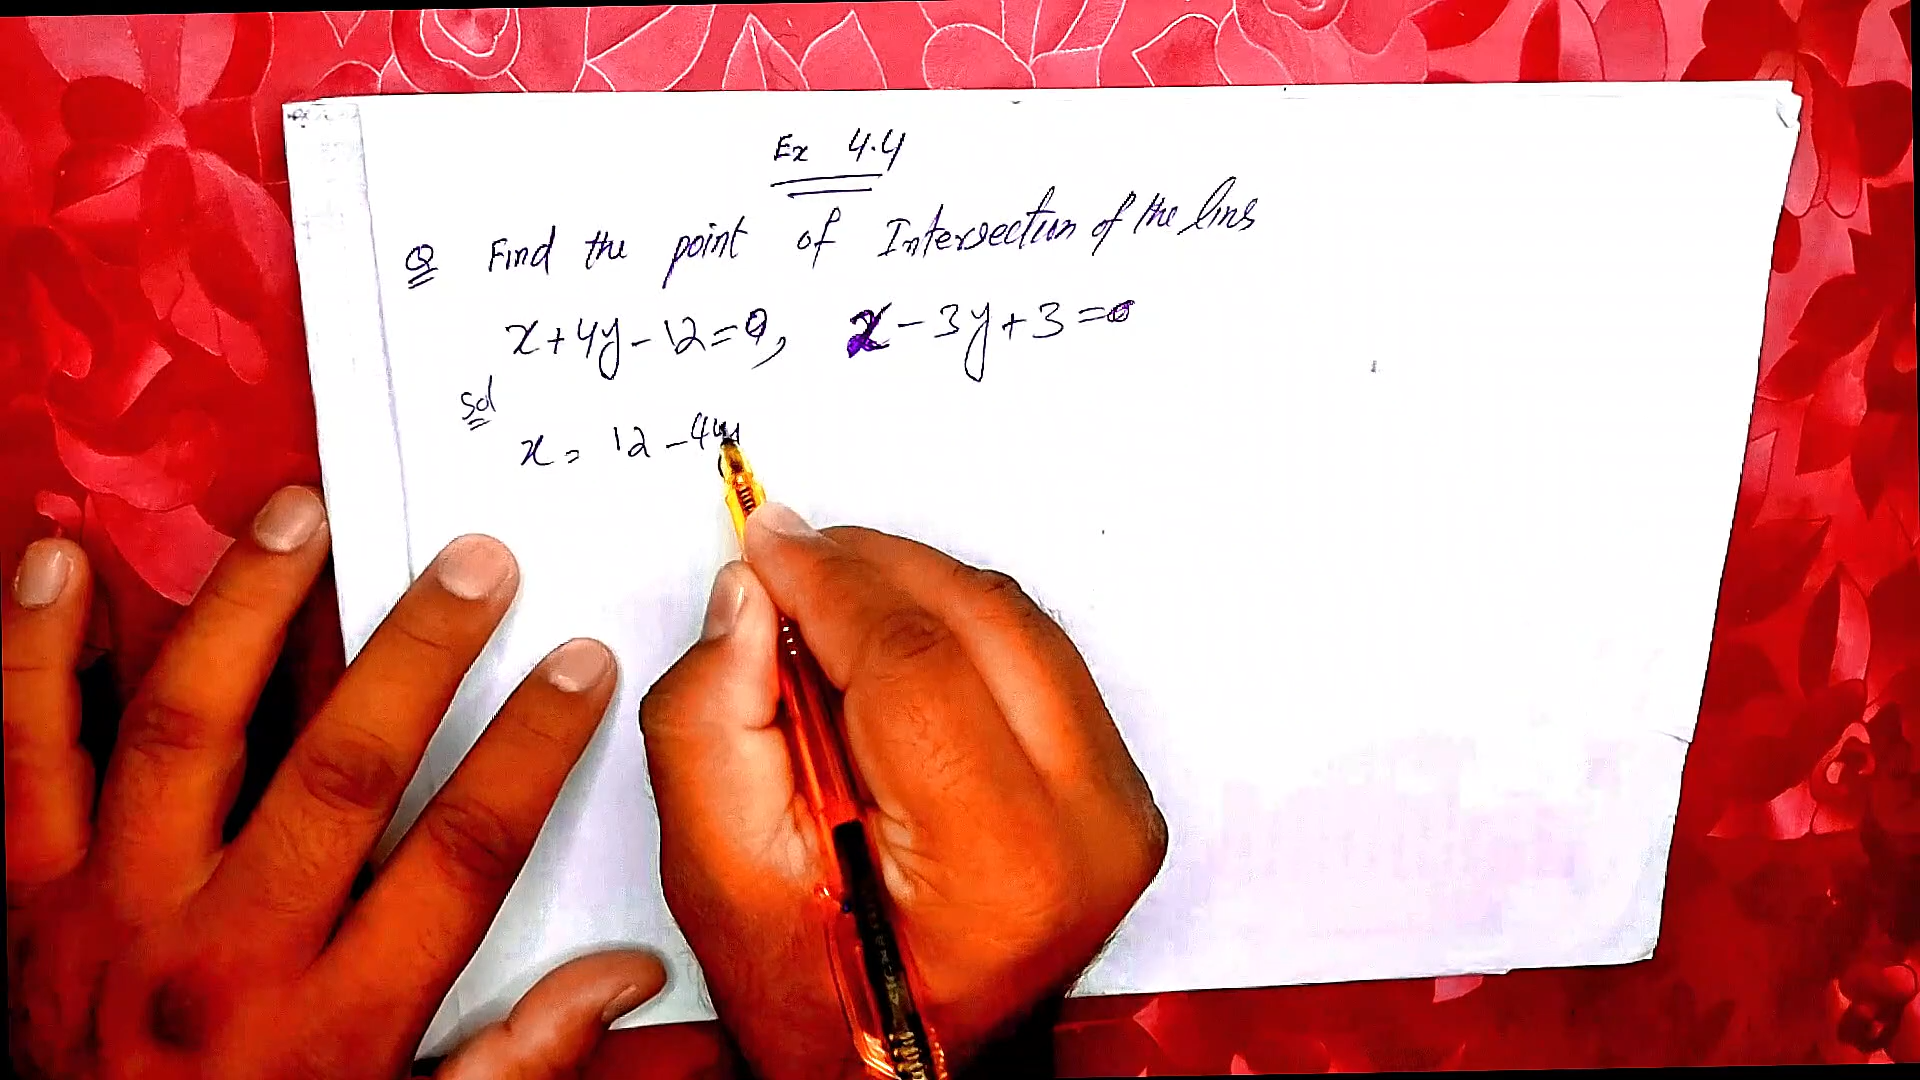 Ex 4.4
Q Find the point of Intersection of the lins
x+4y-12=0, x-3y+3=0
Sol
x = 12-4y